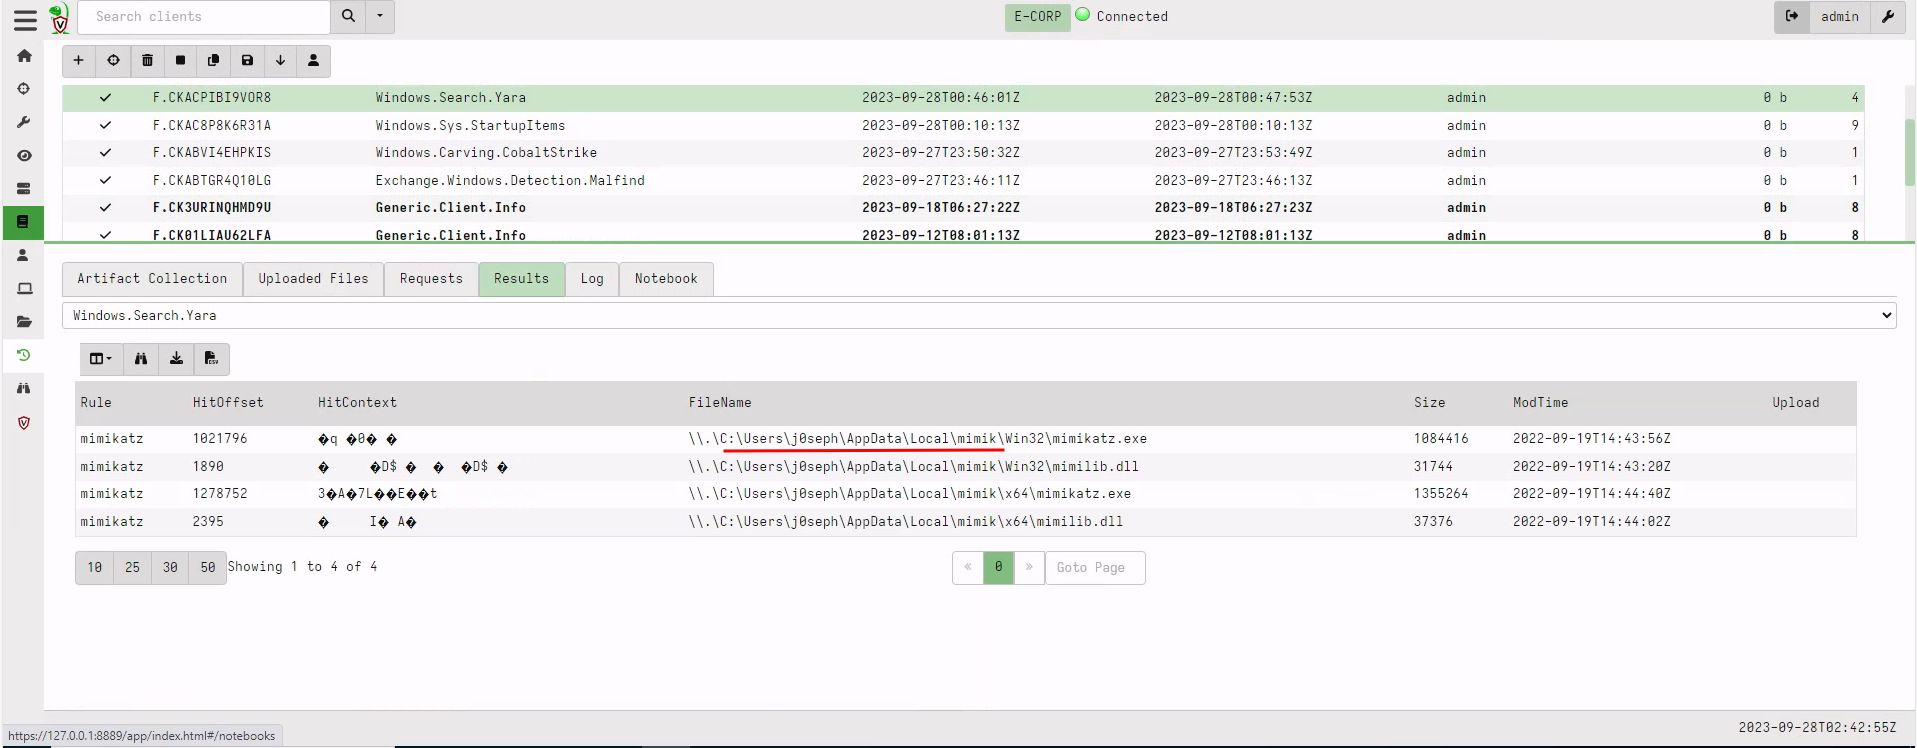 Search clients E-CORP Connected admin
F.CKACPIBI9VOR8 Windows.Search.Yara 2023-09-28T00:46:01Z 2023-09-28T00:47:53Z admin 0 b 4
F.CKAC8P8K6R31A Windows.Sys.StartupItems 2023-09-28T00:10:13Z 2023-09-28T00:10:13Z admin 0 b 9
F.CKABVI4EHPKIS Windows.Carving.CobaltStrike 2023-09-27T23:50:32Z 2023-09-27T23:53:49Z admin 0 b 1
F.CKABTGR4Q10LG Exchange.Windows.Detection.Malfind 2023-09-27T23:46:11Z 2023-09-27T23:46:13Z admin 0 b 1
F.CK3URINQHMD9U Generic.Client.Info 2023-09-18T06:27:22Z 2023-09-18T06:27:23Z admin 0 b 8
F.CK01LIAU62LFA Generic.Client.Info 2023-09-12T08:01:13Z 2023-09-12T08:01:13Z admin 0 b 8
Artifact Collection Uploaded Files Requests Results Log Notebook
Windows.Search.Yara
Rule HitOffset HitContext FileName Size ModTime Upload
mimikatz 1021796 �q �0� � \\.\C:\Users\j0seph\AppData\Local\mimik\Win32\mimikatz.exe 1084416 2022-09-19T14:43:56Z
mimikatz 1890 � �D$ � � �D$ � \\.\C:\Users\j0seph\AppData\Local\mimik\Win32\mimilib.dll 31744 2022-09-19T14:43:20Z
mimikatz 1278752 3�A�7L��E��t \\.\C:\Users\j0seph\AppData\Local\mimik\x64\mimikatz.exe 1355264 2022-09-19T14:44:40Z
mimikatz 2395 � I� A� \\.\C:\Users\j0seph\AppData\Local\mimik\x64\mimilib.dll 37376 2022-09-19T14:44:02Z
10 25 30 50 Showing 1 to 4 of 4 « 0 » Goto Page
2023-09-28T02:42:55Z
https://127.0.0.1:8889/app/index.html#/notebooks